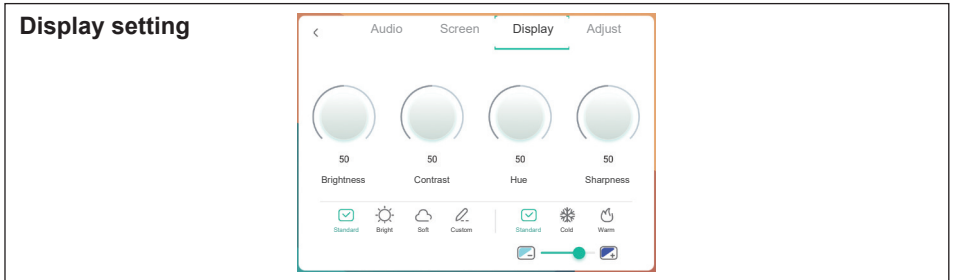 Display setting
Audio Screen Display Adjust
50 50 50 50
Brightness Contrast Hue Sharpness
Standard Bright Soft Custom Standard Cold Warm